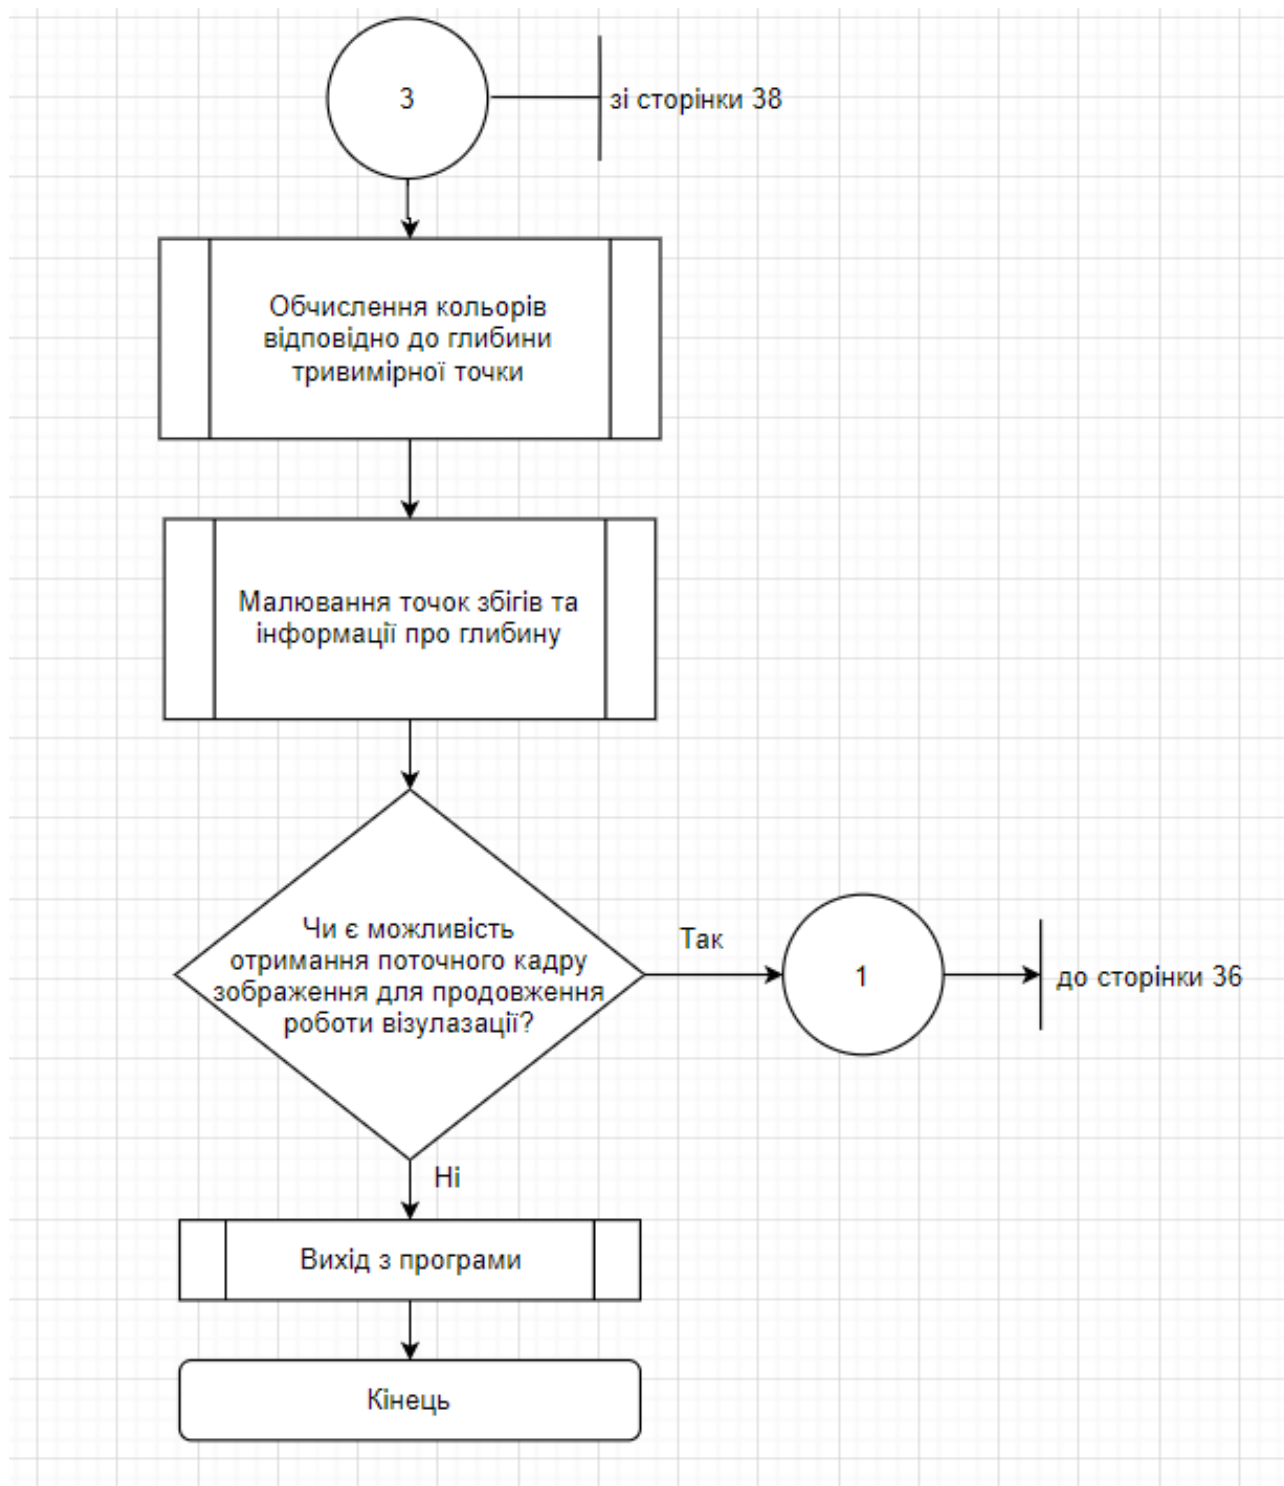 3
зі сторінки 38
Обчислення кольорів
відповідно до глибини
тривимірної точки
Малювання точок збігів та
інформації про глибину
Чи є можливість
отримання поточного кадру
зображення для продовження
роботи візулазації?
Так
1
до сторінки 36
Ні
Вихід з програми
Кінець